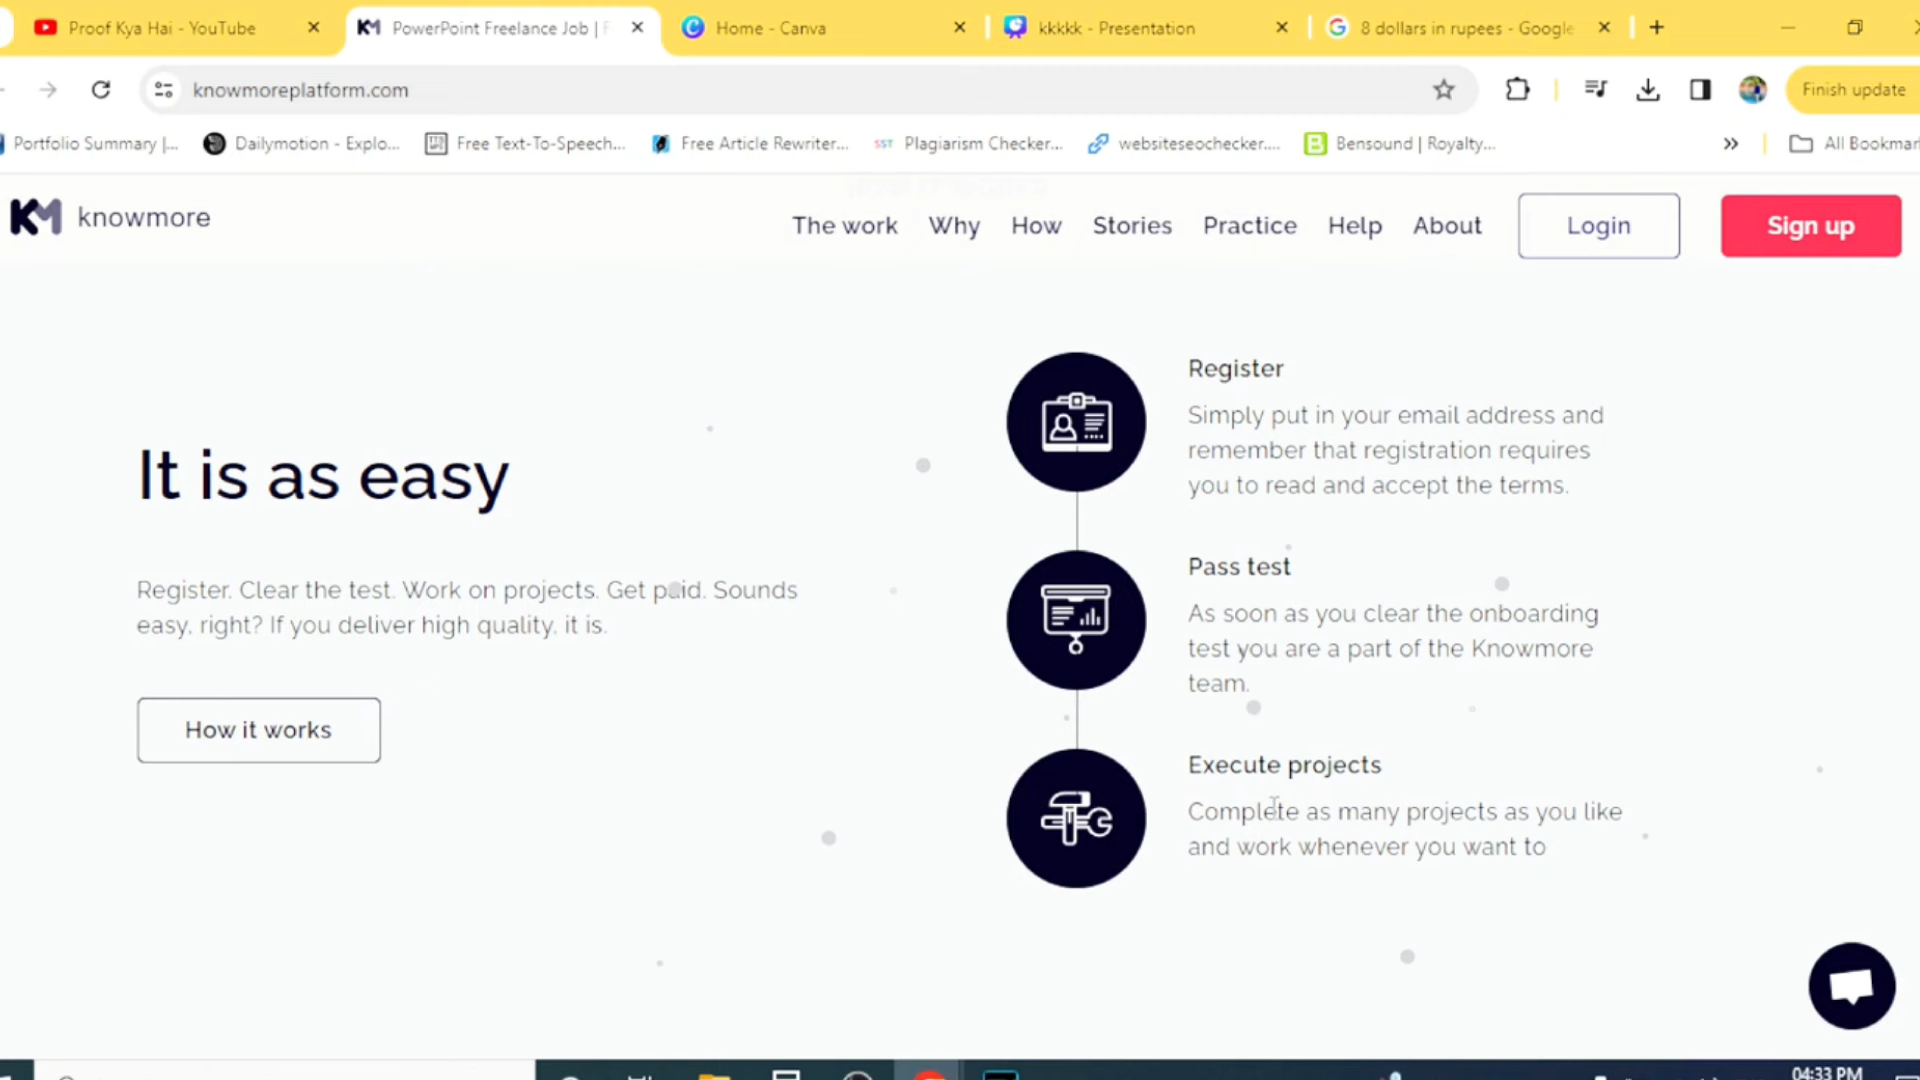 Proof Kya Hai - YouTube
PowerPoint Freelance Job | F
Home - Canva
kkkkk - Presentation
8 dollars in rupees - Google
knowmoreplatform.com
Finish update
Portfolio Summary |...
Dailymotion - Explo...
Free Text-To-Speech...
Free Article Rewriter...
SST
Plagiarism Checker...
websiteseochecker....
B
Bensound | Royalty...
All Bookmar
KM knowmore
The work
Why
How
Stories
Practice
Help
About
Login
Sign up
It is as easy
Register. Clear the test. Work on projects. Get paid. Sounds
easy, right? If you deliver high quality, it is.
How it works
Register
Simply put in your email address and
remember that registration requires
you to read and accept the terms.
Pass test
As soon as you clear the onboarding
test you are a part of the Knowmore
team.
Execute projects
Complete as many projects as you like
and work whenever you want to
04:33 PM